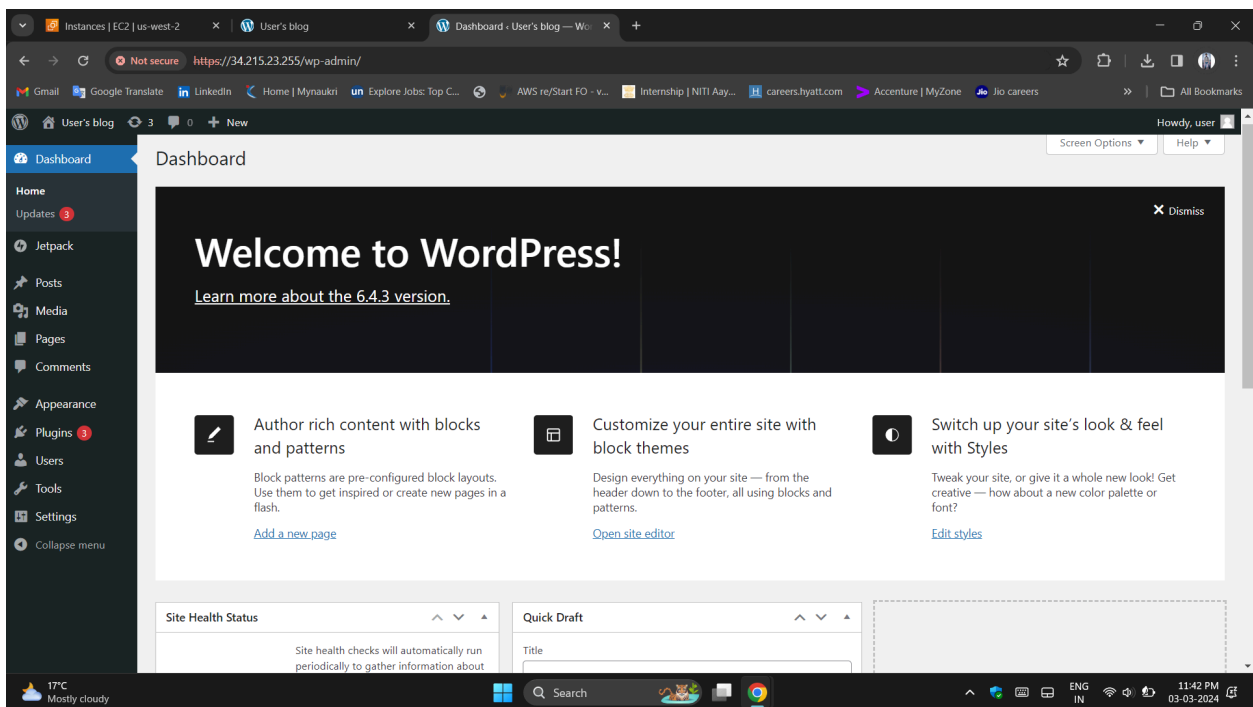 Instances | EC2 | us-west-2
User's blog
Dashboard ‹ User's blog — Wo
Not secure https://34.215.23.255/wp-admin/
Gmail Google Translate LinkedIn Home | Mynaukri un Explore Jobs: Top C... AWS re/Start FO - v... Internship | NITI Aay... H careers.hyatt.com Accenture | MyZone Jio Jio careers » All Bookmarks
User's blog 3 0 + New Howdy, user
Screen Options ▼ Help ▼
Dashboard
Home
Updates 3
Jetpack
Posts
Media
Pages
Comments
Appearance
Plugins 3
Users
Tools
Settings
Collapse menu
Dashboard
Dismiss
Welcome to WordPress!
Learn more about the 6.4.3 version.
Author rich content with blocks
and patterns
Block patterns are pre-configured block layouts.
Use them to get inspired or create new pages in a
flash.
Add a new page
Customize your entire site with
block themes
Design everything on your site — from the
header down to the footer, all using blocks and
patterns.
Open site editor
Switch up your site's look & feel
with Styles
Tweak your site, or give it a whole new look! Get
creative — how about a new color palette or
font?
Edit styles
Site Health Status
Site health checks will automatically run
periodically to gather information about
Quick Draft
Title
17°C
Mostly cloudy
Search
ENG
IN
11:42 PM
03-03-2024